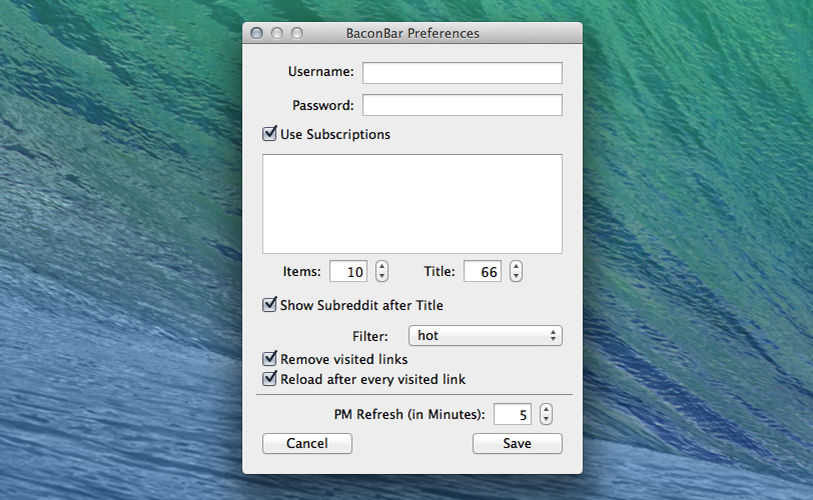 BaconBar Preferences
Username:
Password:
Use Subscriptions
Items: 10 Title: 66
Show Subreddit after Title
Filter: hot
Remove visited links
Reload after every visited link
PM Refresh (in Minutes): 5
Cancel Save